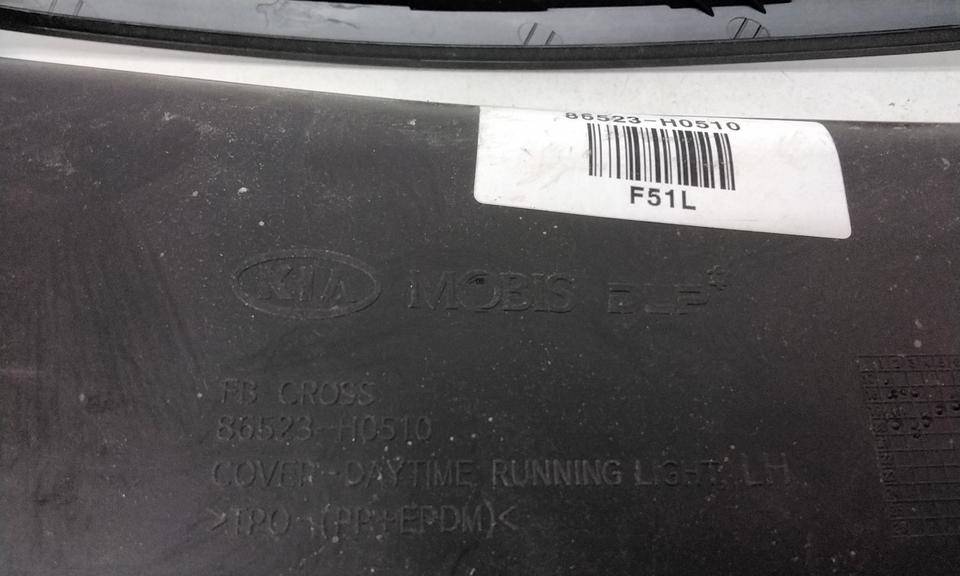 86523-H0510
F51L
KIA MOBIS
FB CROSS
86523-H0510
COVER-DAYTIME RUNNING LIGHT, LH
>TPO-(PP+EPDM)<